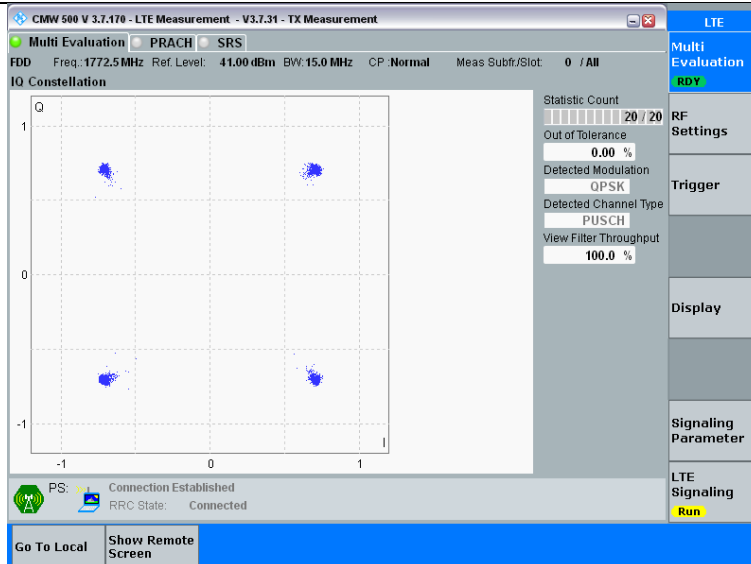 CMW 500 V 3.7.170 - LTE Measurement - V3.7.31 - TX Measurement
LTE
Multi Evaluation PRACH SRS
Multi
Evaluation
RDY
FDD Freq.:1772.5 MHz Ref. Level: 41.00 dBm BW:15.0 MHz CP :Normal Meas Subfr./Slot: 0 / All
IQ Constellation
Q
1
0
-1
-1 0 1
I
Statistic Count
20 / 20
Out of Tolerance
0.00 %
Detected Modulation
QPSK
Detected Channel Type
PUSCH
View Filter Throughput
100.0 %
RF
Settings
Trigger
Display
Signaling
Parameter
LTE
Signaling
Run
PS: Connection Established
RRC State: Connected
Go To Local
Show Remote
Screen